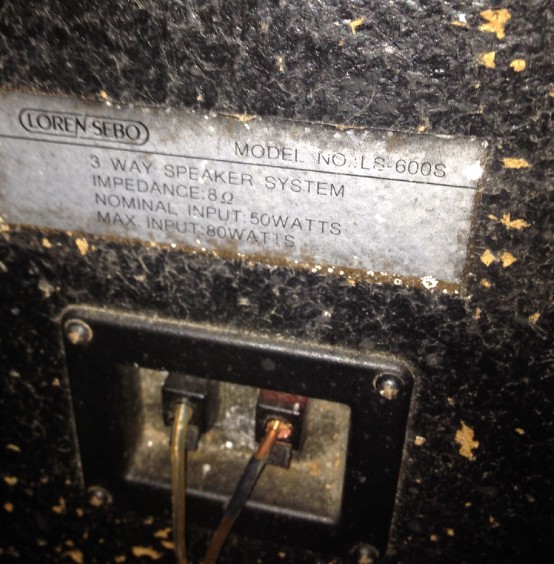 LOREN SEBO
MODEL NO.:LS-600S
3 WAY SPEAKER SYSTEM
IMPEDANCE:8Ω
NOMINAL INPUT:50WATTS
MAX INPUT:80WATTS